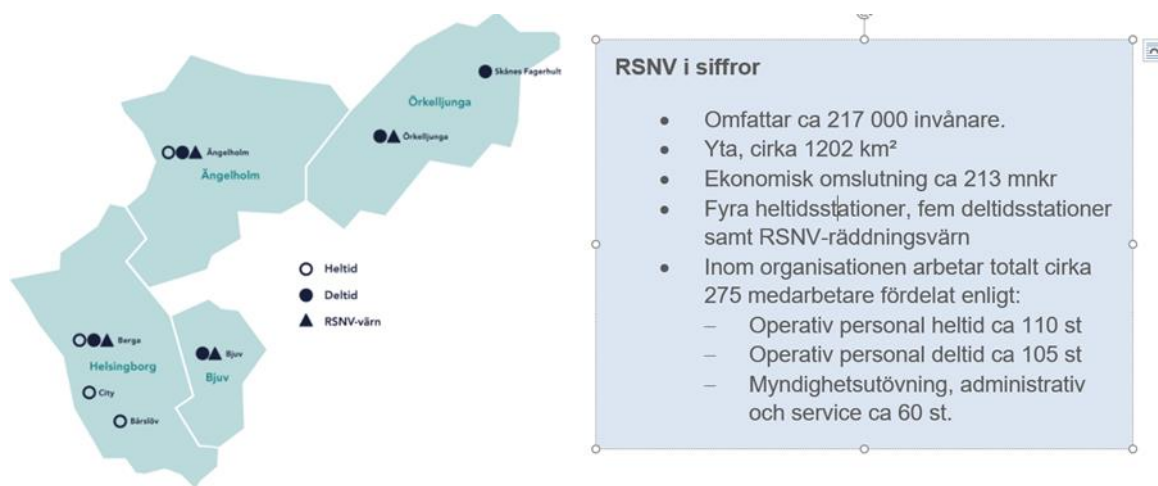 Skånes Fagerhult
Örkelljunga
Örkelljunga
Ängelholm
Ängelholm
Heltid
Deltid
RSNV-värn
Berga
Helsingborg
Bjuv
Bjuv
City
Bårslöv
RSNV i siffror
• Omfattar ca 217 000 invånare.
• Yta, cirka 1202 km²
• Ekonomisk omslutning ca 213 mnkr
• Fyra heltidsstationer, fem deltidsstationer
samt RSNV-räddningsvärn
• Inom organisationen arbetar totalt cirka
275 medarbetare fördelat enligt:
– Operativ personal heltid ca 110 st
– Operativ personal deltid ca 105 st
– Myndighetsutövning, administrativ
och service ca 60 st.